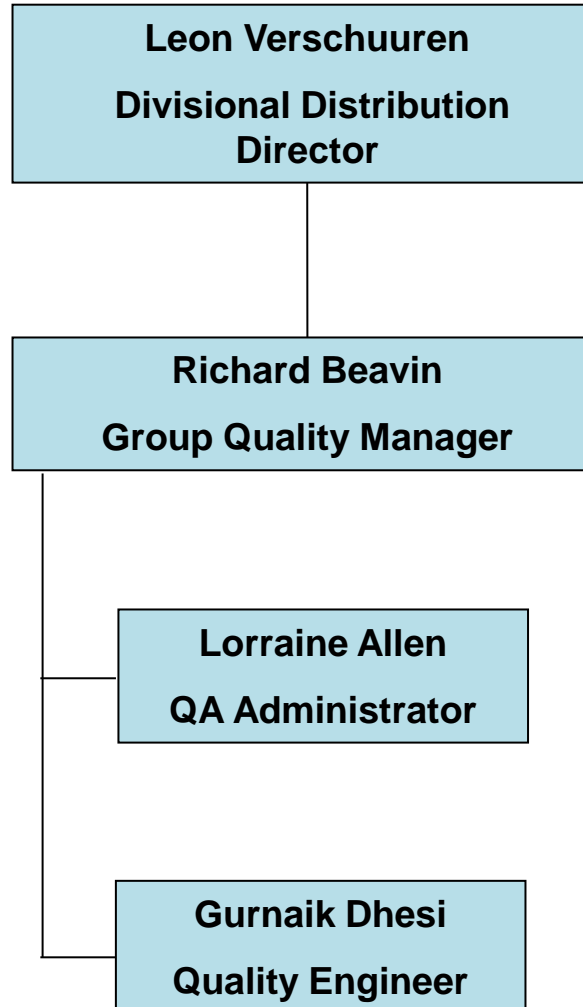 Leon Verschuuren
Divisional Distribution
Director
Richard Beavin
Group Quality Manager
Lorraine Allen
QA Administrator
Gurnaik Dhesi
Quality Engineer